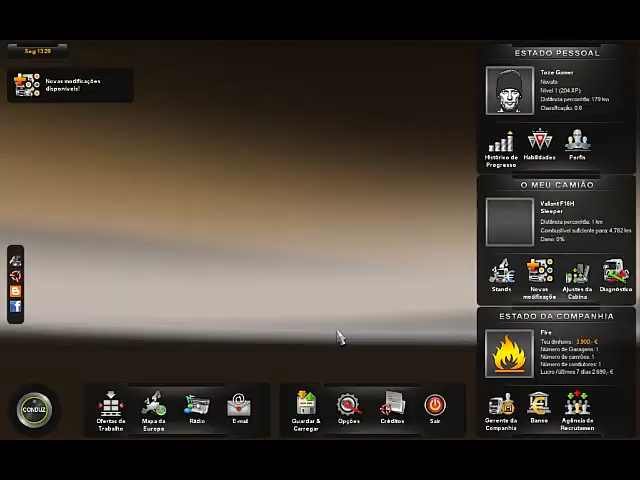 Seg 13:29
Novas modificações
disponíveis!
ESTADO PESSOAL
Toze Gamer
Novato
Nível 1 (204 XP)
Distância percorrida: 179 km
Classificação: 0.8
Histórico de
Progresso
Habilidades
Perfis
O MEU CAMIÃO
Valiant F16H
Sleeper
Distância percorrida: 1 km
Combustível suficiente para: 4.782 km
Dano: 0%
Stands
Novas
modificaçõe
Ajustes da
Cabina
Diagnóstico
ESTADO DA COMPANHIA
Fire
Teu dinheiro: 3.900,- €
Número de Garagens: 1
Número de camiões: 1
Número de condutores: 1
Lucro /últimos 7 dias 2.690,- €
Gerente da
Companhia
Banco
Agência de
Recrutamen
CONDUZ
Ofertas de
Trabalho
Mapa da
Europa
Rádio
E-mail
Guardar &
Carregar
Opções
Créditos
Sair